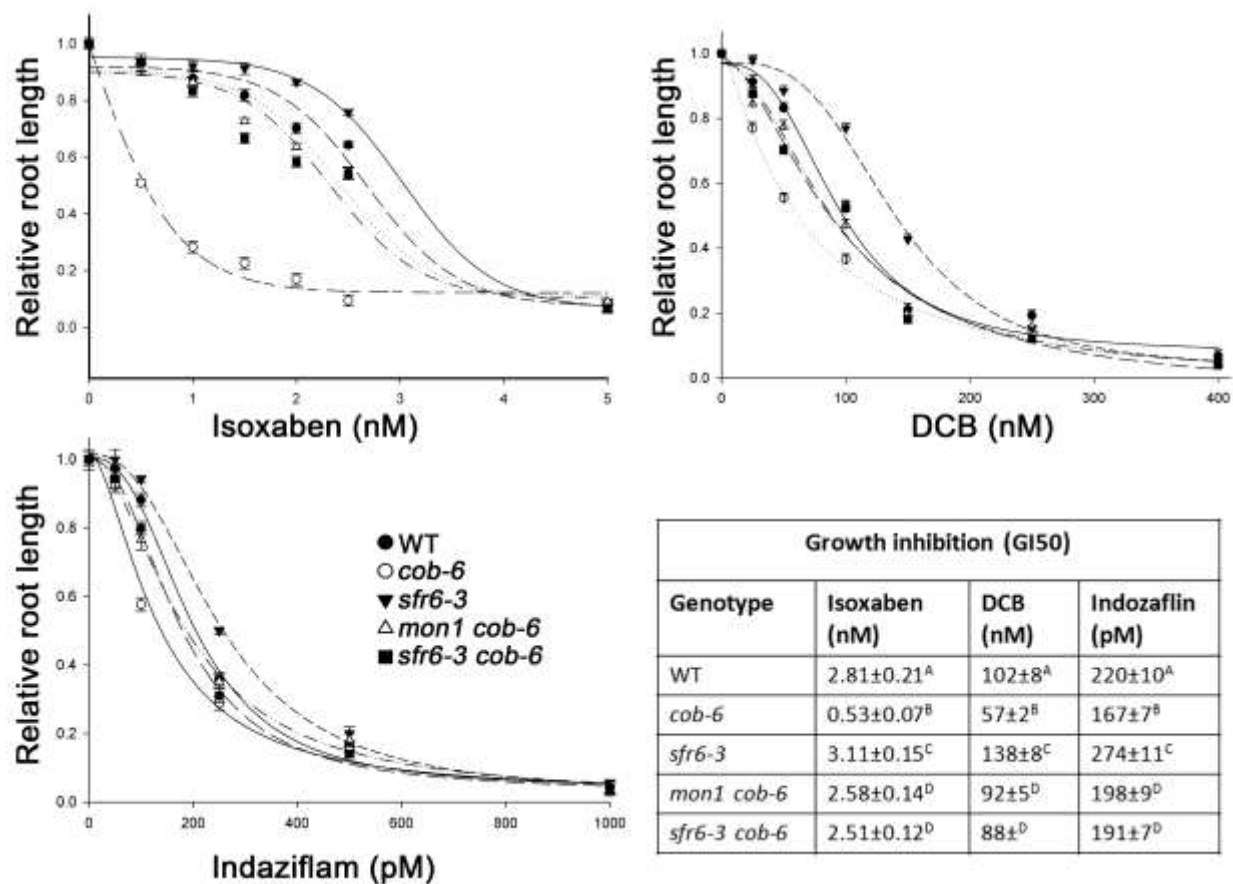 Relative root length
1.0
0.8
0.6
0.4
0.2
0.0
0
1
2
3
4
5
Isoxaben (nM)
Relative root length
1.0
0.8
0.6
0.4
0.2
0.0
0
100
200
300
400
DCB (nM)
Relative root length
1.0
0.8
0.6
0.4
0.2
0.0
0
200
400
600
800
1000
Indaziflam (pM)
WT
cob-6
sfr6-3
mon1 cob-6
sfr6-3 cob-6
Growth inhibition (GI50)
Genotype Isoxaben (nM) DCB (nM) Indozaflin (pM)
WT 2.81±0.21A 102±8A 220±10A
cob-6 0.53±0.07B 57±2B 167±7B
sfr6-3 3.11±0.15C 138±8C 274±11C
mon1 cob-6 2.58±0.14D 92±5D 198±9D
sfr6-3 cob-6 2.51±0.12D 88±D 191±7D